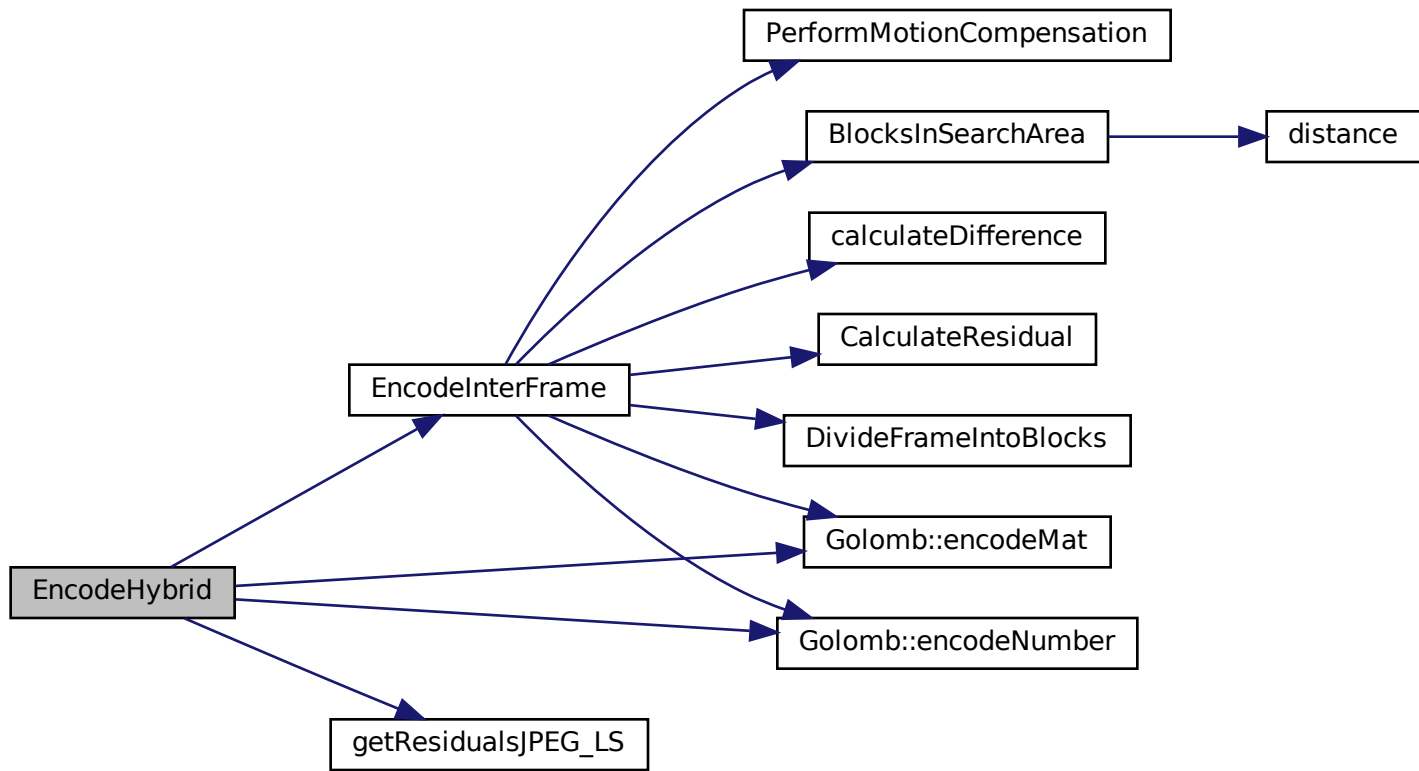 PerformMotionCompensation
BlocksInSearchArea
distance
calculateDifference
CalculateResidual
EncodeInterFrame
DivideFrameIntoBlocks
Golomb::encodeMat
EncodeHybrid
Golomb::encodeNumber
getResidualsJPEG_LS